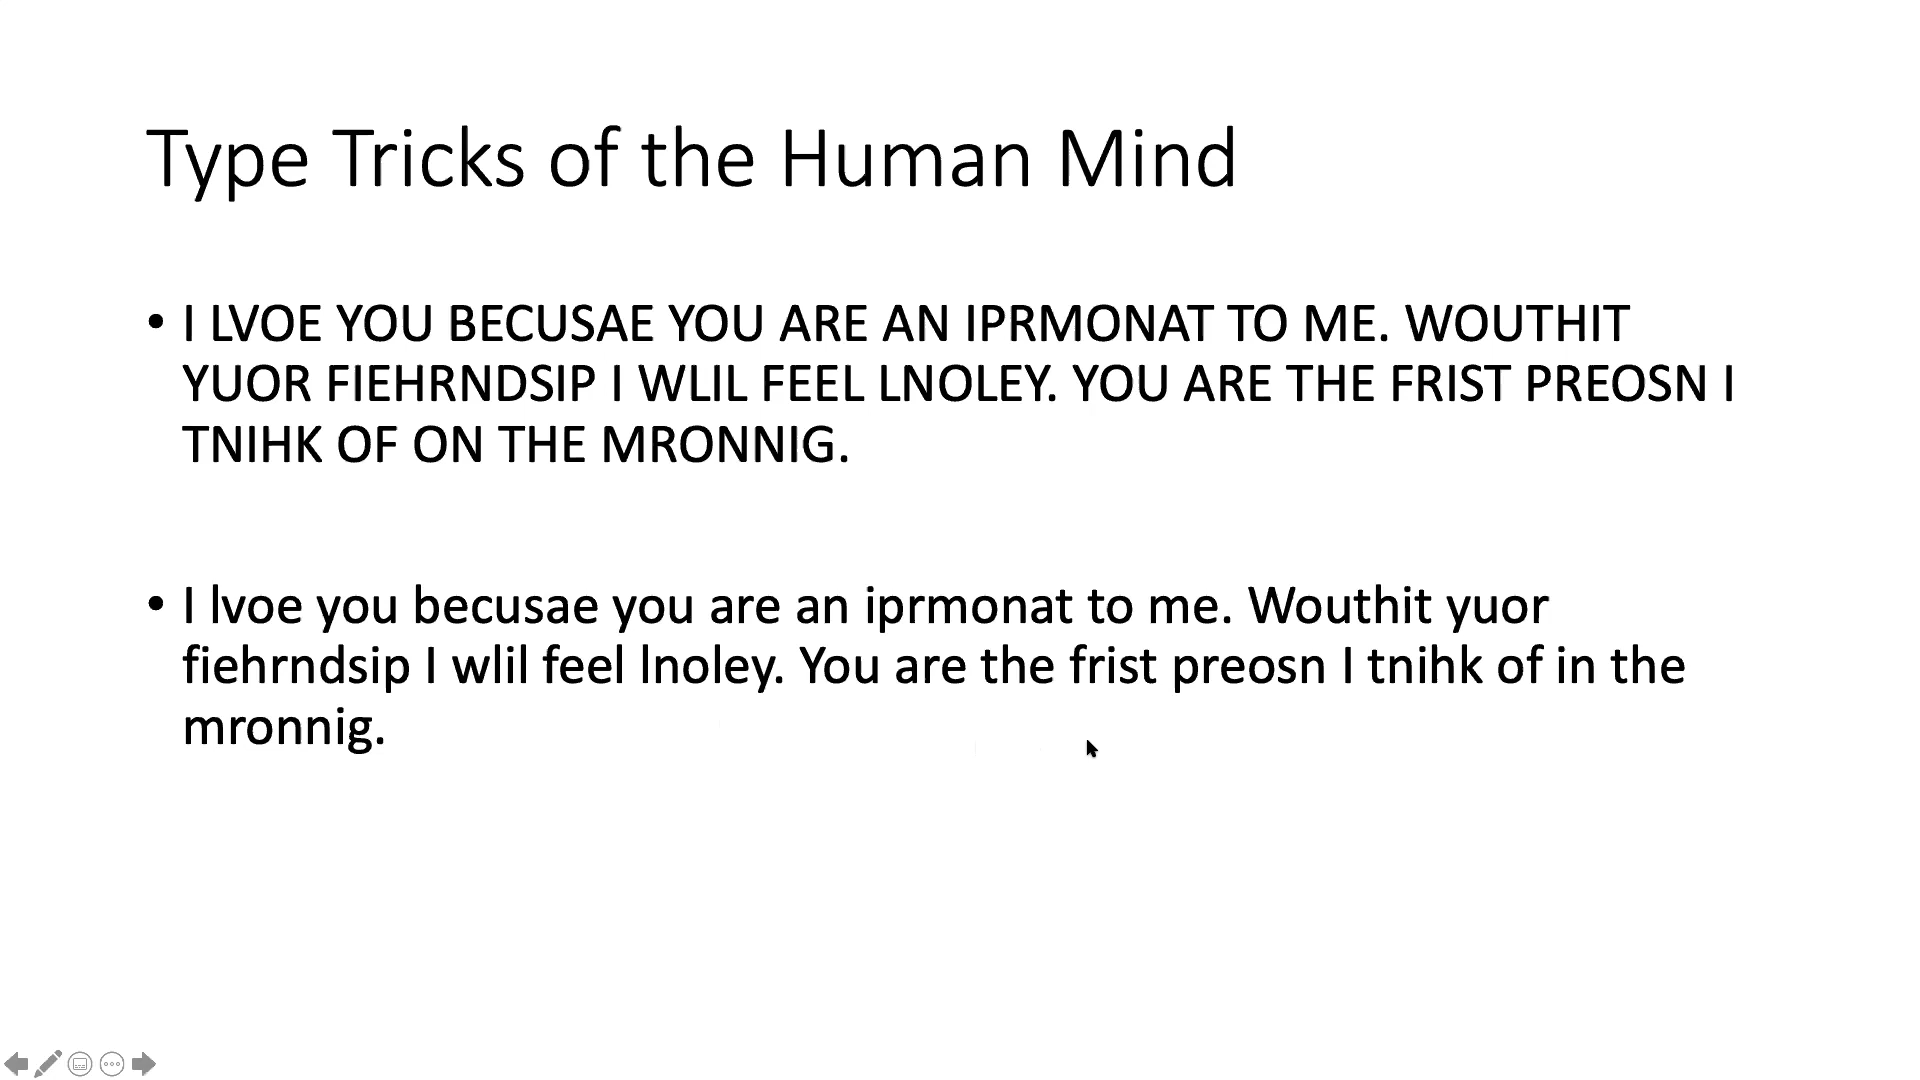 Type Tricks of the Human Mind
• I LVOE YOU BECUSAE YOU ARE AN IPRMONAT TO ME. WOUTHIT
YUOR FIEHRNDSIP I WLIL FEEL LNOLEY. YOU ARE THE FRIST PREOSN I
TNIHK OF ON THE MRONNIG.
• I lvoe you becusae you are an iprmonat to me. Wouthit yuor
fiehrndsip I wlil feel lnoley. You are the frist preosn I tnihk of in the
mronnig.